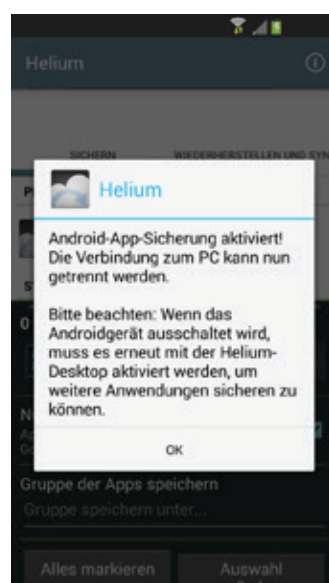 Helium
SICHERN WIEDERHERSTELLEN UND SYN
Helium
Android-App-Sicherung aktiviert!
Die Verbindung zum PC kann nun
getrennt werden.
Bitte beachten: Wenn das
Androidgerät ausschaltet wird,
muss es erneut mit der Helium-
Desktop aktiviert werden, um
weitere Anwendungen sicheren zu
können.
OK
Gruppe der Apps speichern
Gruppe speichern unter...
Alles markieren Auswahl